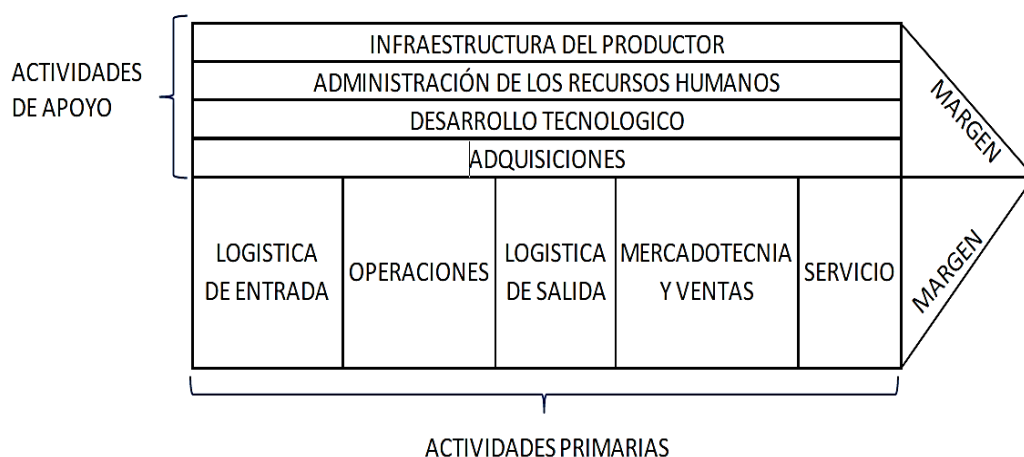 ACTIVIDADES
DE APOYO
INFRAESTRUCTURA DEL PRODUCTOR
ADMINISTRACIÓN DE LOS RECURSOS HUMANOS
DESARROLLO TECNOLOGICO
ADQUISICIONES
MARGEN
LOGISTICA
DE ENTRADA
OPERACIONES
LOGISTICA
DE SALIDA
MERCADOTECNIA
Y VENTAS
SERVICIO
MARGEN
ACTIVIDADES PRIMARIAS